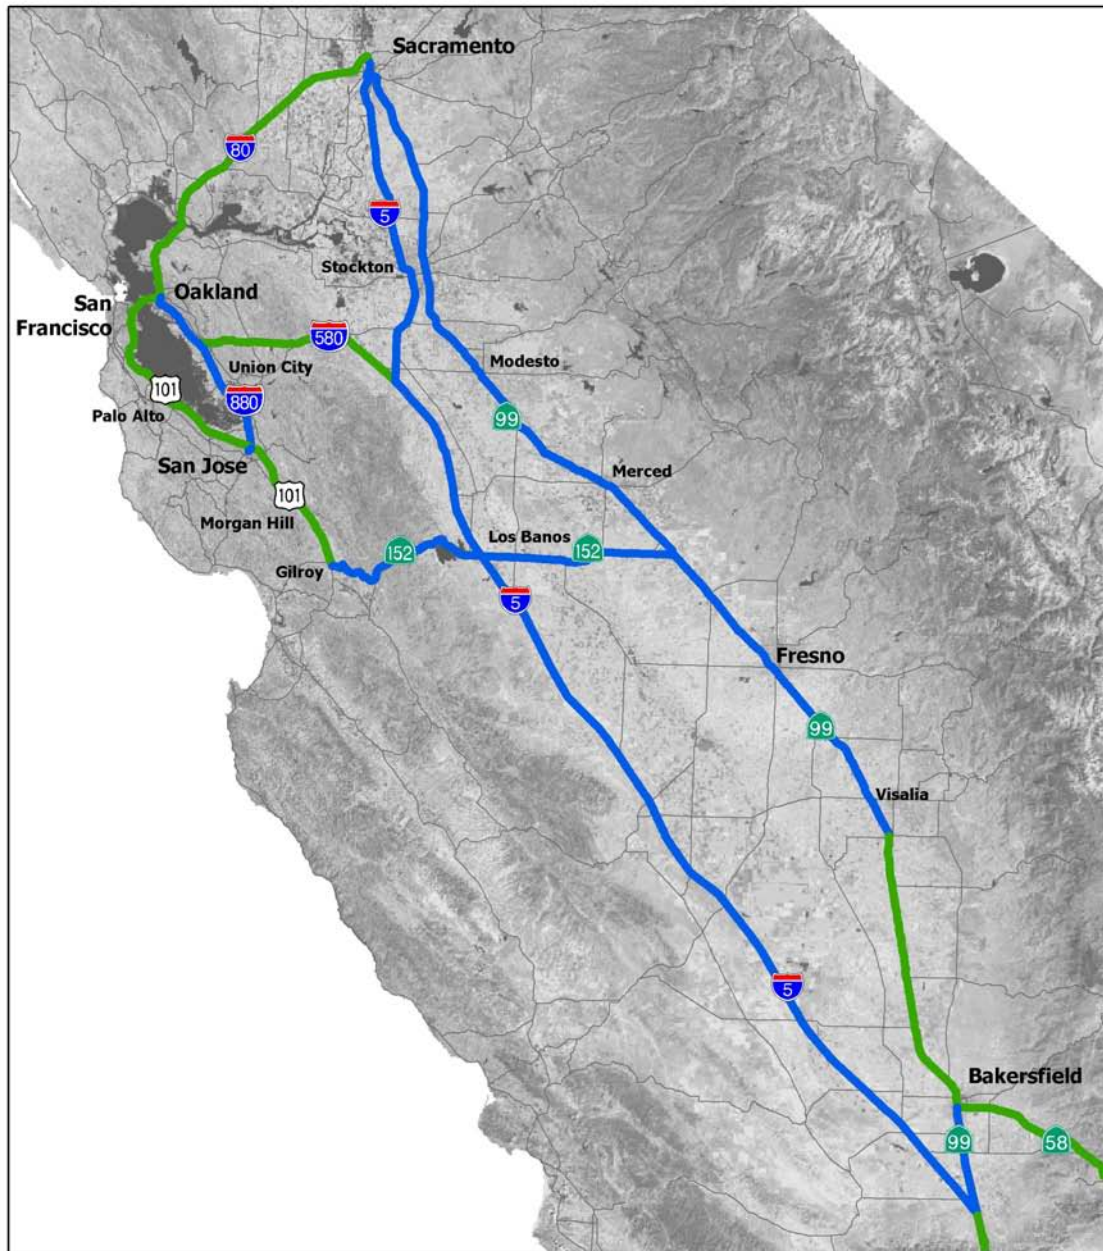 Sacramento
80
5
Stockton
Oakland
San
Francisco
580
Union City
Modesto
101
880
99
Palo Alto
San Jose
Merced
101
Morgan Hill
Los Banos
152
152
Gilroy
5
Fresno
99
Visalia
5
Bakersfield
99
58